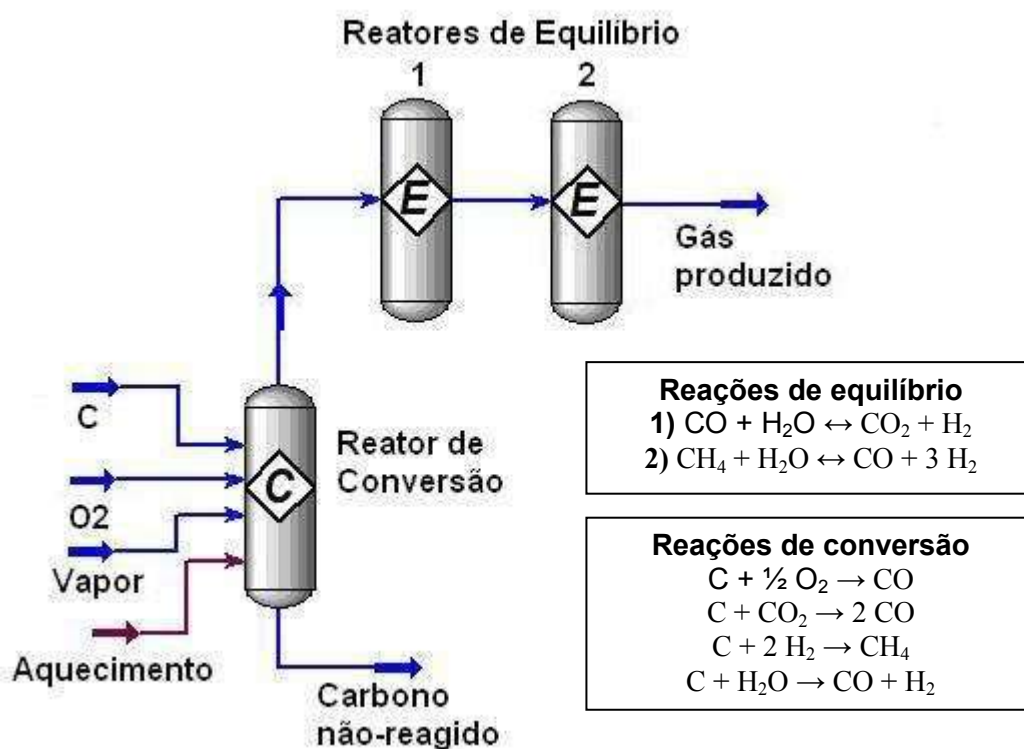 Reatores de Equilíbrio
1 2
E E
Gás
produzido
C
O2
Vapor
Aquecimento
C
Reator de
Conversão
Carbono
não-reagido
Reações de equilíbrio
1) CO + H₂O ↔ CO₂ + H₂
2) CH₄ + H₂O ↔ CO + 3 H₂
Reações de conversão
C + ½ O₂ → CO
C + CO₂ → 2 CO
C + 2 H₂ → CH₄
C + H₂O → CO + H₂